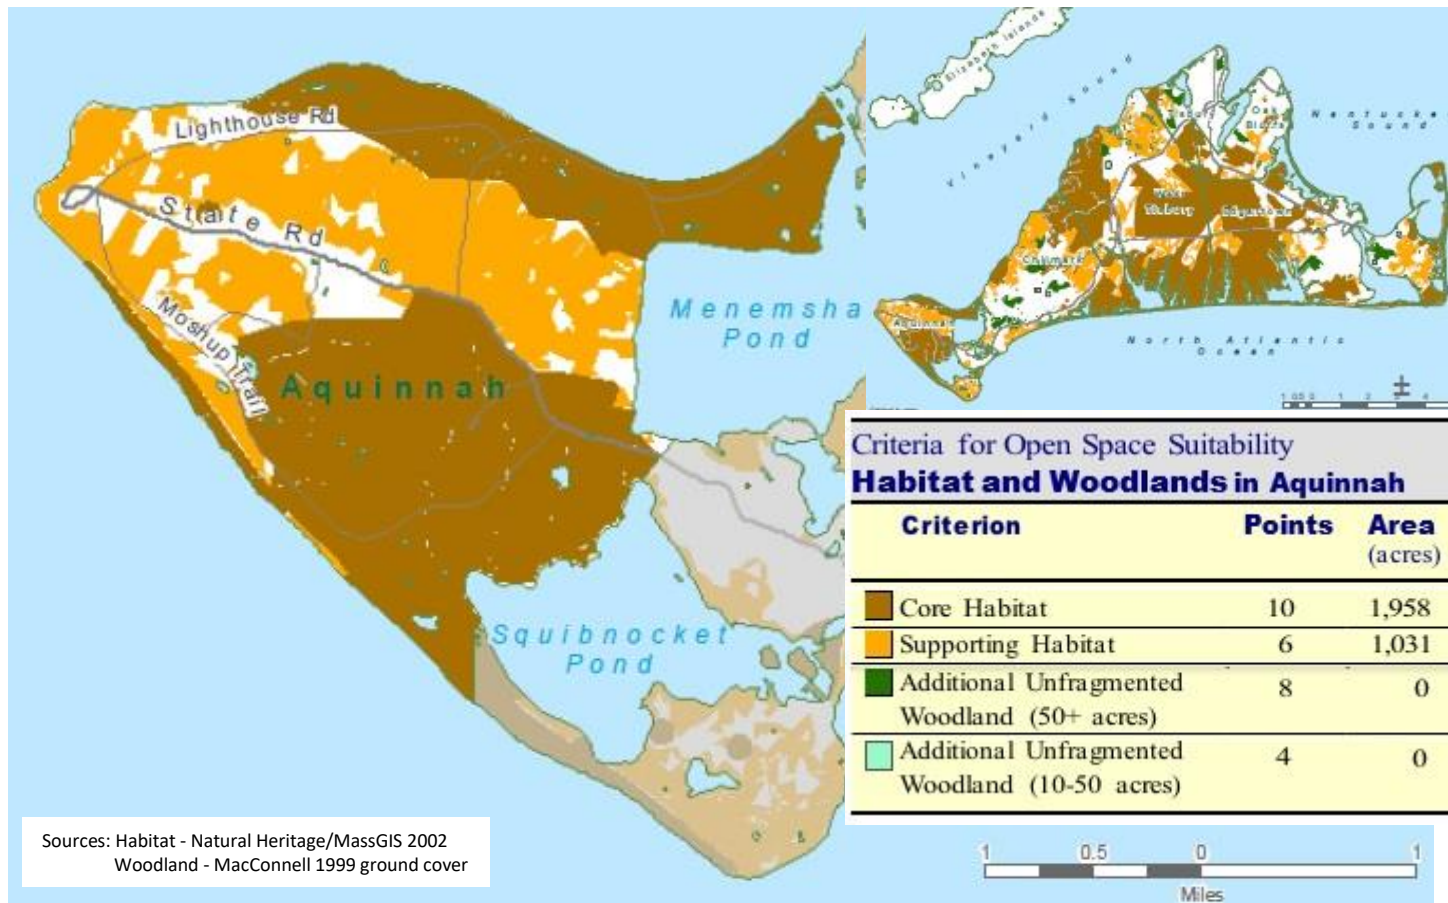 Lighthouse Rd
State Rd
Moshup Trail
Aquinnah
Menemsha
Pond
Squibnocket
Pond
Elizabeth Islands
Vineyard Sound
Oak
Bluffs
Nantucket
Sound
West
Tisbury
Edgartown
Chilmark
Aquinnah
North Atlantic
Ocean
Criteria for Open Space Suitability
Habitat and Woodlands in Aquinnah
Criterion Points Area
(acres)
Core Habitat 10 1,958
Supporting Habitat 6 1,031
Additional Unfragmented
Woodland (50+ acres) 8 0
Additional Unfragmented
Woodland (10-50 acres) 4 0
Sources: Habitat - Natural Heritage/MassGIS 2002
Woodland - MacConnell 1999 ground cover
1 0.5 0 1
Miles